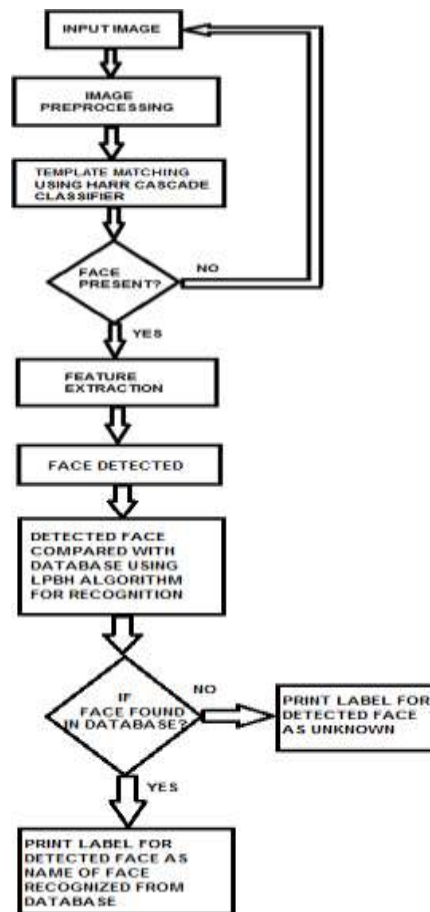 INPUT IMAGE
IMAGE
PREPROCESSING
TEMPLATE MATCHING
USING HARR CASCADE
CLASSIFIER
FACE
PRESENT?
NO
YES
FEATURE
EXTRACTION
FACE DETECTED
DETECTED FACE
COMPARED WITH
DATABASE USING
LPBH ALGORITHM
FOR RECOGNITION
IF
FACE FOUND
IN DATABASE?
NO
PRINT LABEL FOR
DETECTED FACE
AS UNKNOWN
YES
PRINT LABEL FOR
DETECTED FACE AS
NAME OF FACE
RECOGNIZED FROM
DATABASE